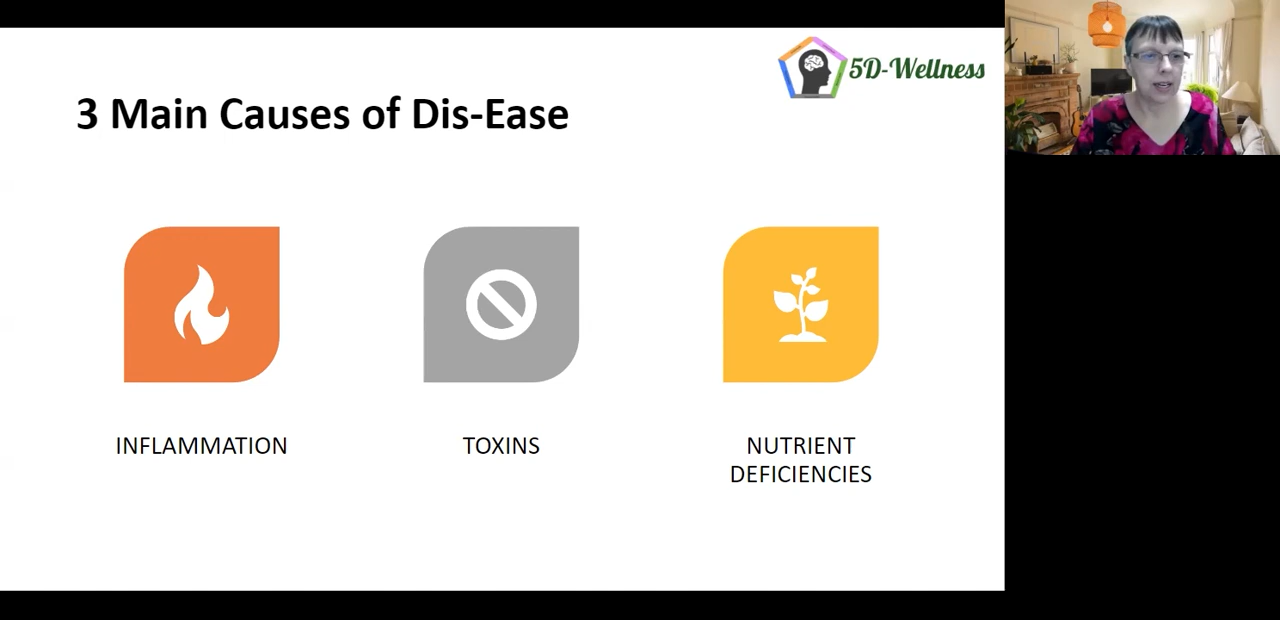 5D-Wellness
3 Main Causes of Dis-Ease
INFLAMMATION
TOXINS
NUTRIENT
DEFICIENCIES